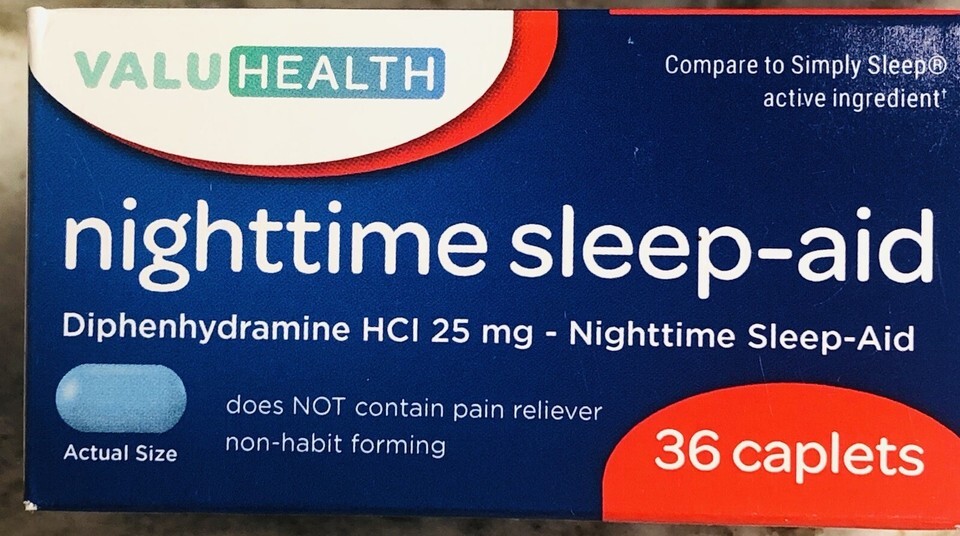 VALUHEALTH
Compare to Simply Sleep®
active ingredient†
nighttime sleep-aid
Diphenhydramine HCl 25 mg - Nighttime Sleep-Aid
does NOT contain pain reliever
non-habit forming
Actual Size
36 caplets